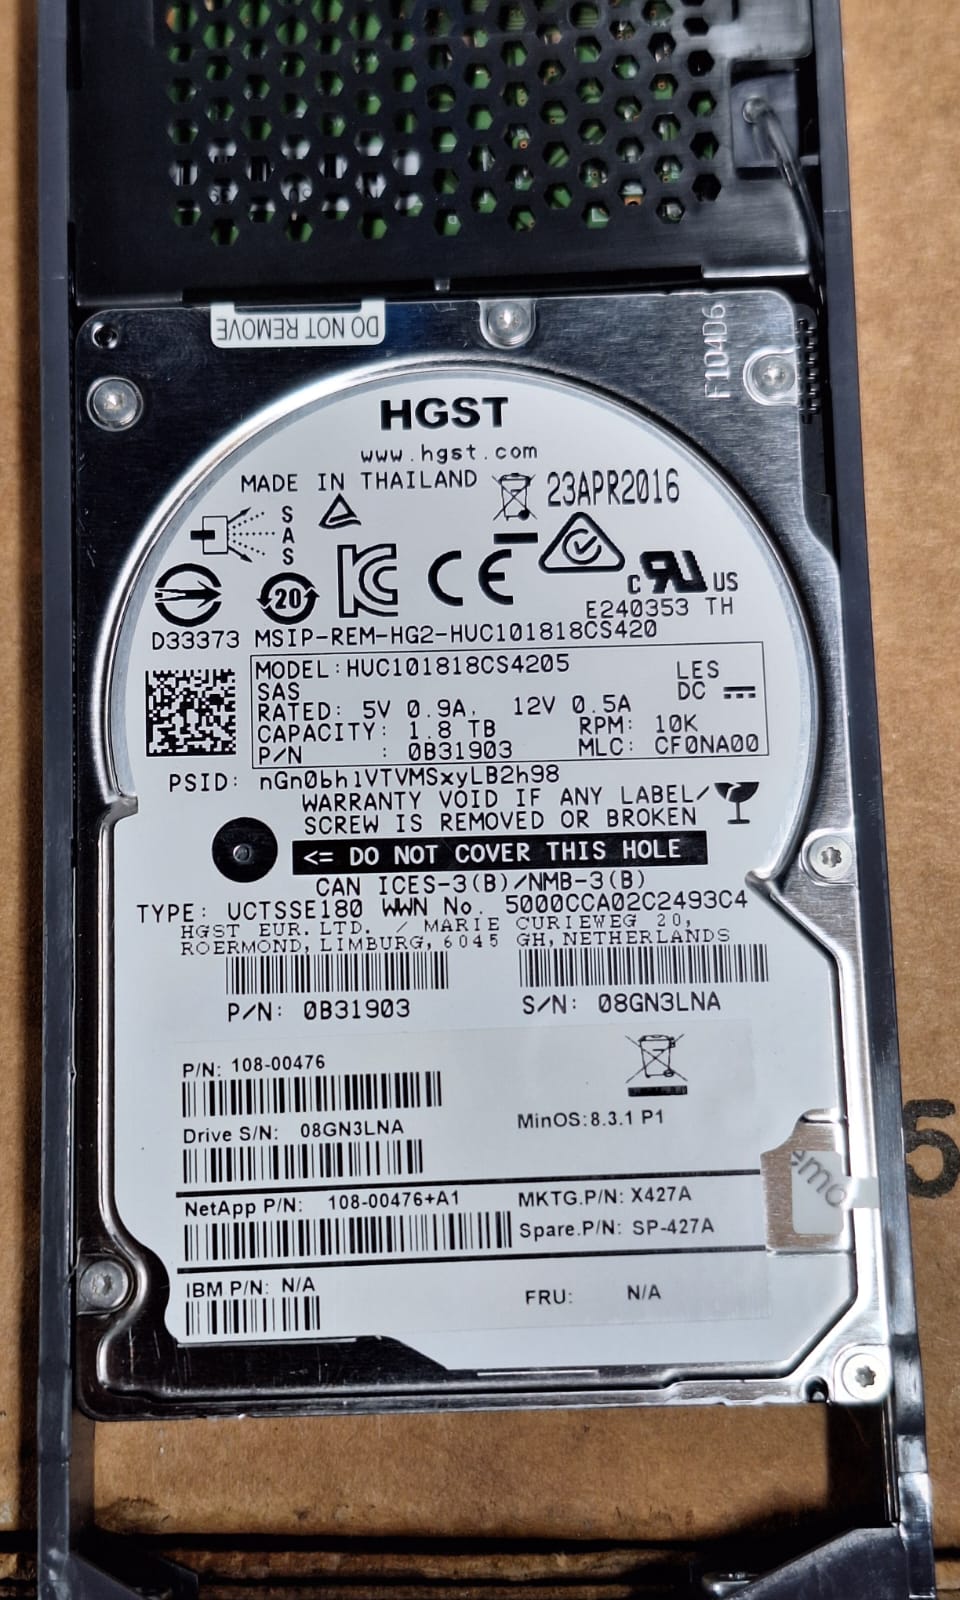 DO NOT REMOVE
F104D6
HGST
www.hgst.com
MADE IN THAILAND
23APR2016
SAS
20
CE
c RU US
E240353 TH
D33373 MSIP-REM-HG2-HUC101818CS420
MODEL: HUC101818CS4205
LES
SAS
DC
RATED: 5V 0.9A, 12V 0.5A
CAPACITY: 1.8 TB RPM: 10K
P/N : 0B31903 MLC: CF0NA00
PSID: nGn0bh1VTVMSxyLB2h98
WARRANTY VOID IF ANY LABEL/
SCREW IS REMOVED OR BROKEN
<= DO NOT COVER THIS HOLE
CAN ICES-3(B)/NMB-3(B)
TYPE: UCTSSE180 WWN No. 5000CCA02C2493C4
HGST EUR. LTD. / MARIE CURIEWEG 20,
ROERMOND, LIMBURG, 6045 GH, NETHERLANDS
P/N: 0B31903
S/N: 08GN3LNA
P/N: 108-00476
Drive S/N: 08GN3LNA
MinOS:8.3.1 P1
NetApp P/N: 108-00476+A1
MKTG.P/N: X427A
Spare.P/N: SP-427A
IBM P/N: N/A
FRU: N/A
emo
5